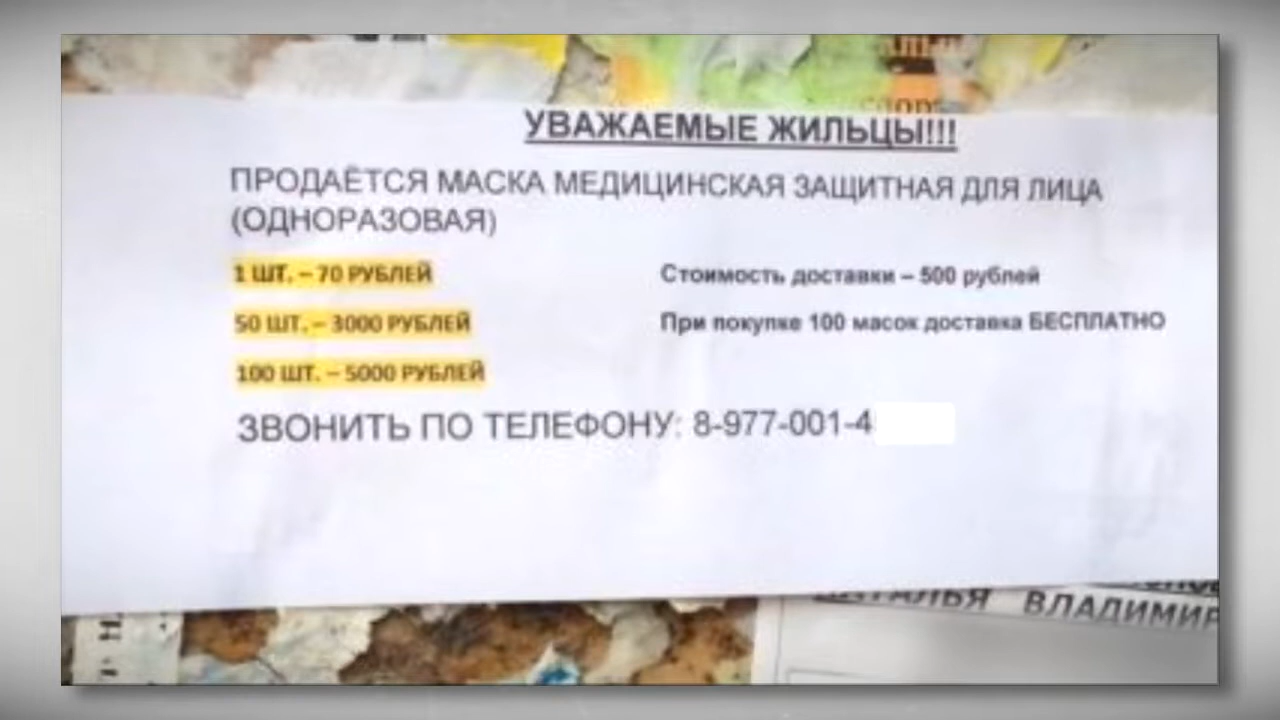 спорт
УВАЖАЕМЫЕ ЖИЛЬЦЫ!!!
ПРОДАЁТСЯ МАСКА МЕДИЦИНСКАЯ ЗАЩИТНАЯ ДЛЯ ЛИЦА
(ОДНОРАЗОВАЯ)
1 ШТ. – 70 РУБЛЕЙ
Стоимость доставки – 500 рублей
50 ШТ. – 3000 РУБЛЕЙ
При покупке 100 масок доставка БЕСПЛАТНО
100 ШТ. – 5000 РУБЛЕЙ
ЗВОНИТЬ ПО ТЕЛЕФОНУ: 8-977-001-4
АТАЛЬЯ ВЛАДИМИР